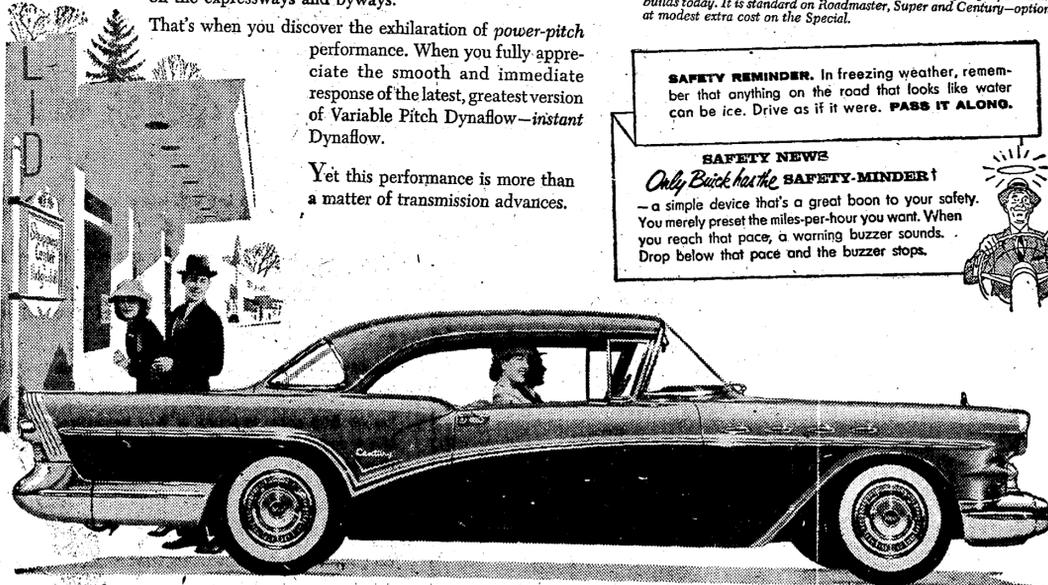 on the expressways and byways.
That's when you discover the exhilaration of power-pitch
performance. When you fully appre-
ciate the smooth and immediate
response of the latest, greatest version
of Variable Pitch Dynaflow—instant
Dynaflow.
Yet this performance is more than
a matter of transmission advances.
builds today. It is standard on Roadmaster, Super and Century—option
at modest extra cost on the Special.
SAFETY REMINDER. In freezing weather, remem-
ber that anything on the road that looks like water
can be ice. Drive as if it were. PASS IT ALONG.
SAFETY NEWS
Only Buick has the SAFETY-MINDER†
—a simple device that's a great boon to your safety.
You merely preset the miles-per-hour you want. When
you reach that pace, a warning buzzer sounds.
Drop below that pace and the buzzer stops.
L
I
D
Century